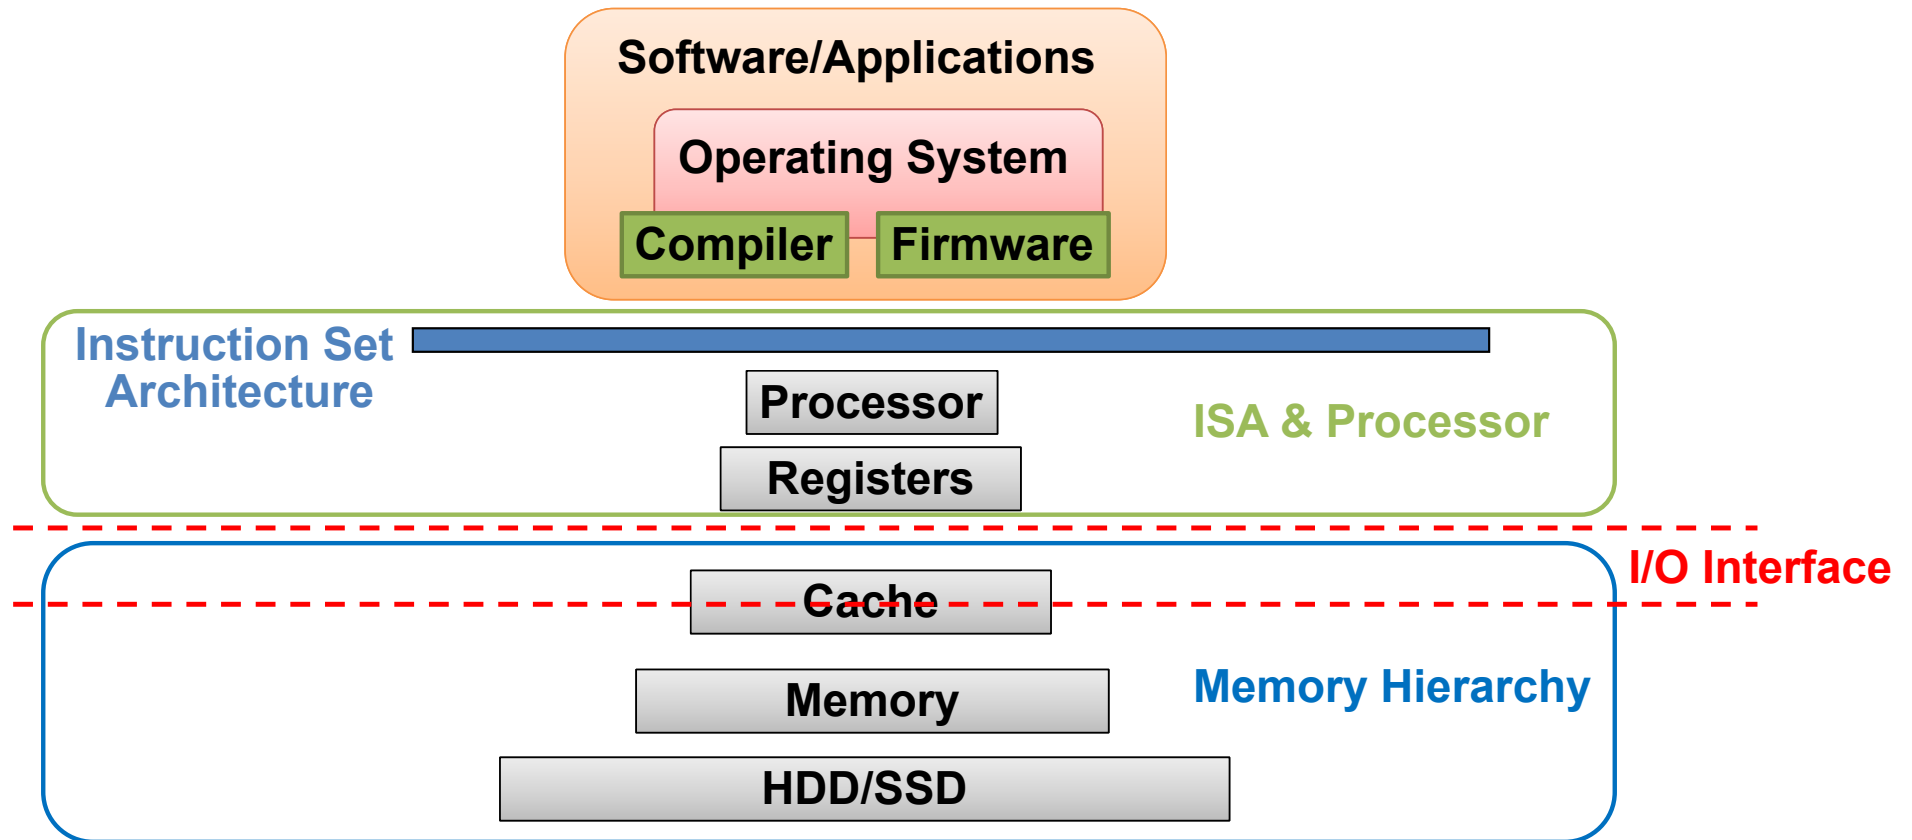 Software/Applications
Operating System
Compiler
Firmware
Instruction Set
Architecture
Processor
ISA & Processor
Registers
I/O Interface
Cache
Memory Hierarchy
Memory
HDD/SSD